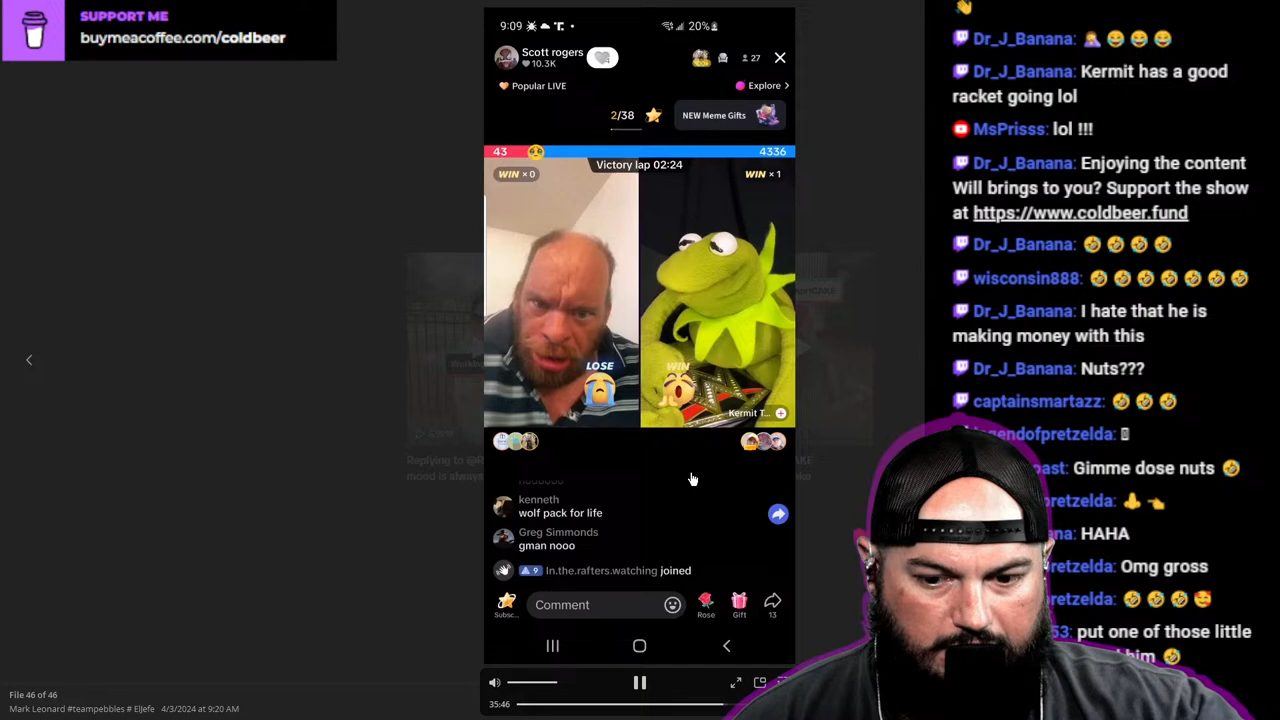 SUPPORT ME
buymeacoffee.com/coldbeer
9:09
20%
Scott rogers
10.3K
27
Popular LIVE
Explore >
2/38
NEW Meme Gifts
43
4336
Victory lap 02:24
WIN × 0
WIN × 1
LOSE
WIN
Kermit T...
kenneth
wolf pack for life
Greg Simmonds
gman nooo
9 In.the.rafters.watching joined
Subsc...
Comment
Rose
Gift
13
35:46
File 46 of 46
Mark Leonard #teampebbles # ElJefe 4/3/2024 at 9:20 AM
Dr_J_Banana: 🤦‍♀️ 😂 😂 😂
Dr_J_Banana: Kermit has a good
racket going lol
MsPrisss: lol !!!
Dr_J_Banana: Enjoying the content
Will brings to you? Support the show
at https://www.coldbeer.fund
Dr_J_Banana: 🤣 🤣 🤣 🤣
wisconsin888: 🤣 🤣 🤣 🤣 🤣 🤣 🤣
Dr_J_Banana: I hate that he is
making money with this
Dr_J_Banana: Nuts???
captainsmartazz: 🤣 🤣 🤣
endofpretzelda:
ast: Gimme dose nuts 🤣
pretzelda: 👃 👈
na: HAHA
retzelda: Omg gross
retzelda: 🤣 🤣 🤣 🥰
53: put one of those little
him 🤣